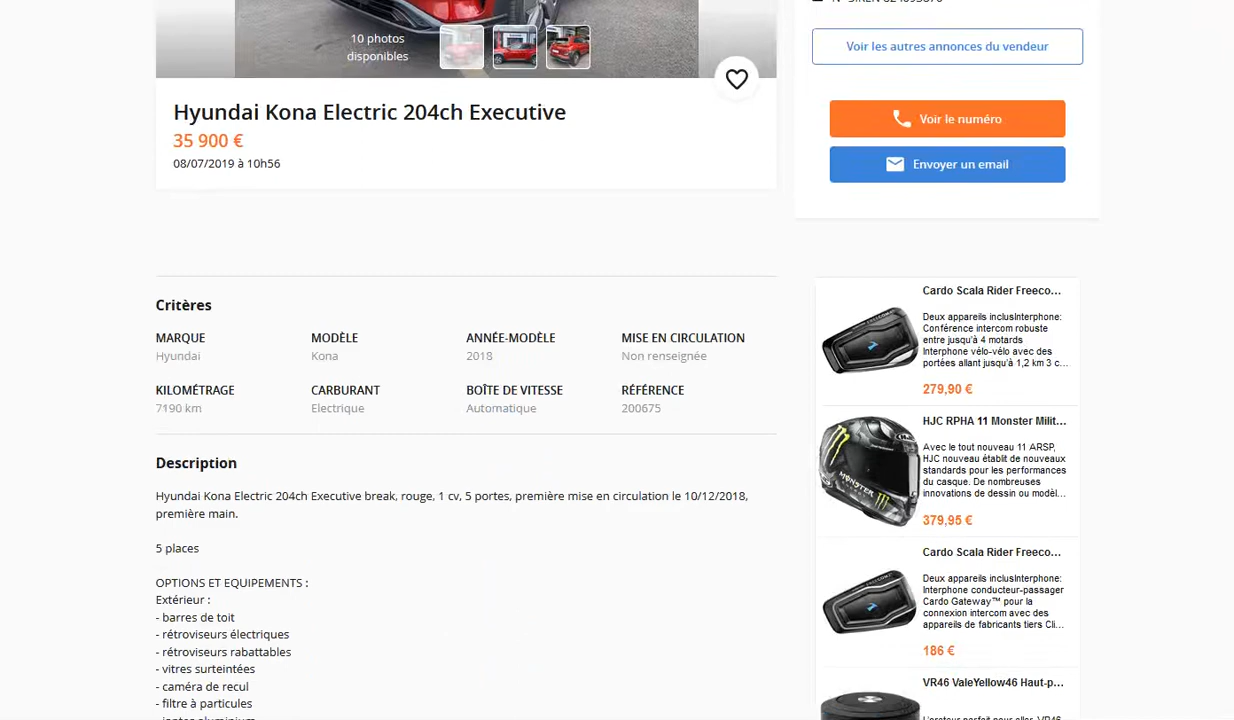 N° SIREN
10 photos
disponibles
Voir les autres annonces du vendeur
Hyundai Kona Electric 204ch Executive
35 900 €
08/07/2019 à 10h56
Voir le numéro
Envoyer un email
Critères
MARQUE
Hyundai
MODÈLE
Kona
ANNÉE-MODÈLE
2018
MISE EN CIRCULATION
Non renseignée
KILOMÉTRAGE
7190 km
CARBURANT
Electrique
BOÎTE DE VITESSE
Automatique
RÉFÉRENCE
200675
Description
Hyundai Kona Electric 204ch Executive break, rouge, 1 cv, 5 portes, première mise en circulation le 10/12/2018,
première main.
5 places
OPTIONS ET EQUIPEMENTS :
Extérieur :
- barres de toit
- rétroviseurs électriques
- rétroviseurs rabattables
- vitres surteintées
- caméra de recul
- filtre à particules
- jantes aluminium
Cardo Scala Rider Freeco...
Deux appareils inclusInterphone:
Conférence intercom robuste
entre jusqu'à 4 motards
Interphone vélo-vélo avec des
portées allant jusqu'à 1,2 km 3 c...
279,90 €
HJC RPHA 11 Monster Milit...
Avec le tout nouveau 11 ARSP,
HJC nouveau établit de nouveaux
standards pour les performances
du casque. De nombreuses
innovations de dessin ou modèl...
379,95 €
MONSTER
Cardo Scala Rider Freeco...
Deux appareils inclusInterphone:
Interphone conducteur-passager
Cardo Gateway™ pour la
connexion intercom avec des
appareils de fabricants tiers Cli...
186 €
VR46 ValeYellow46 Haut-p...